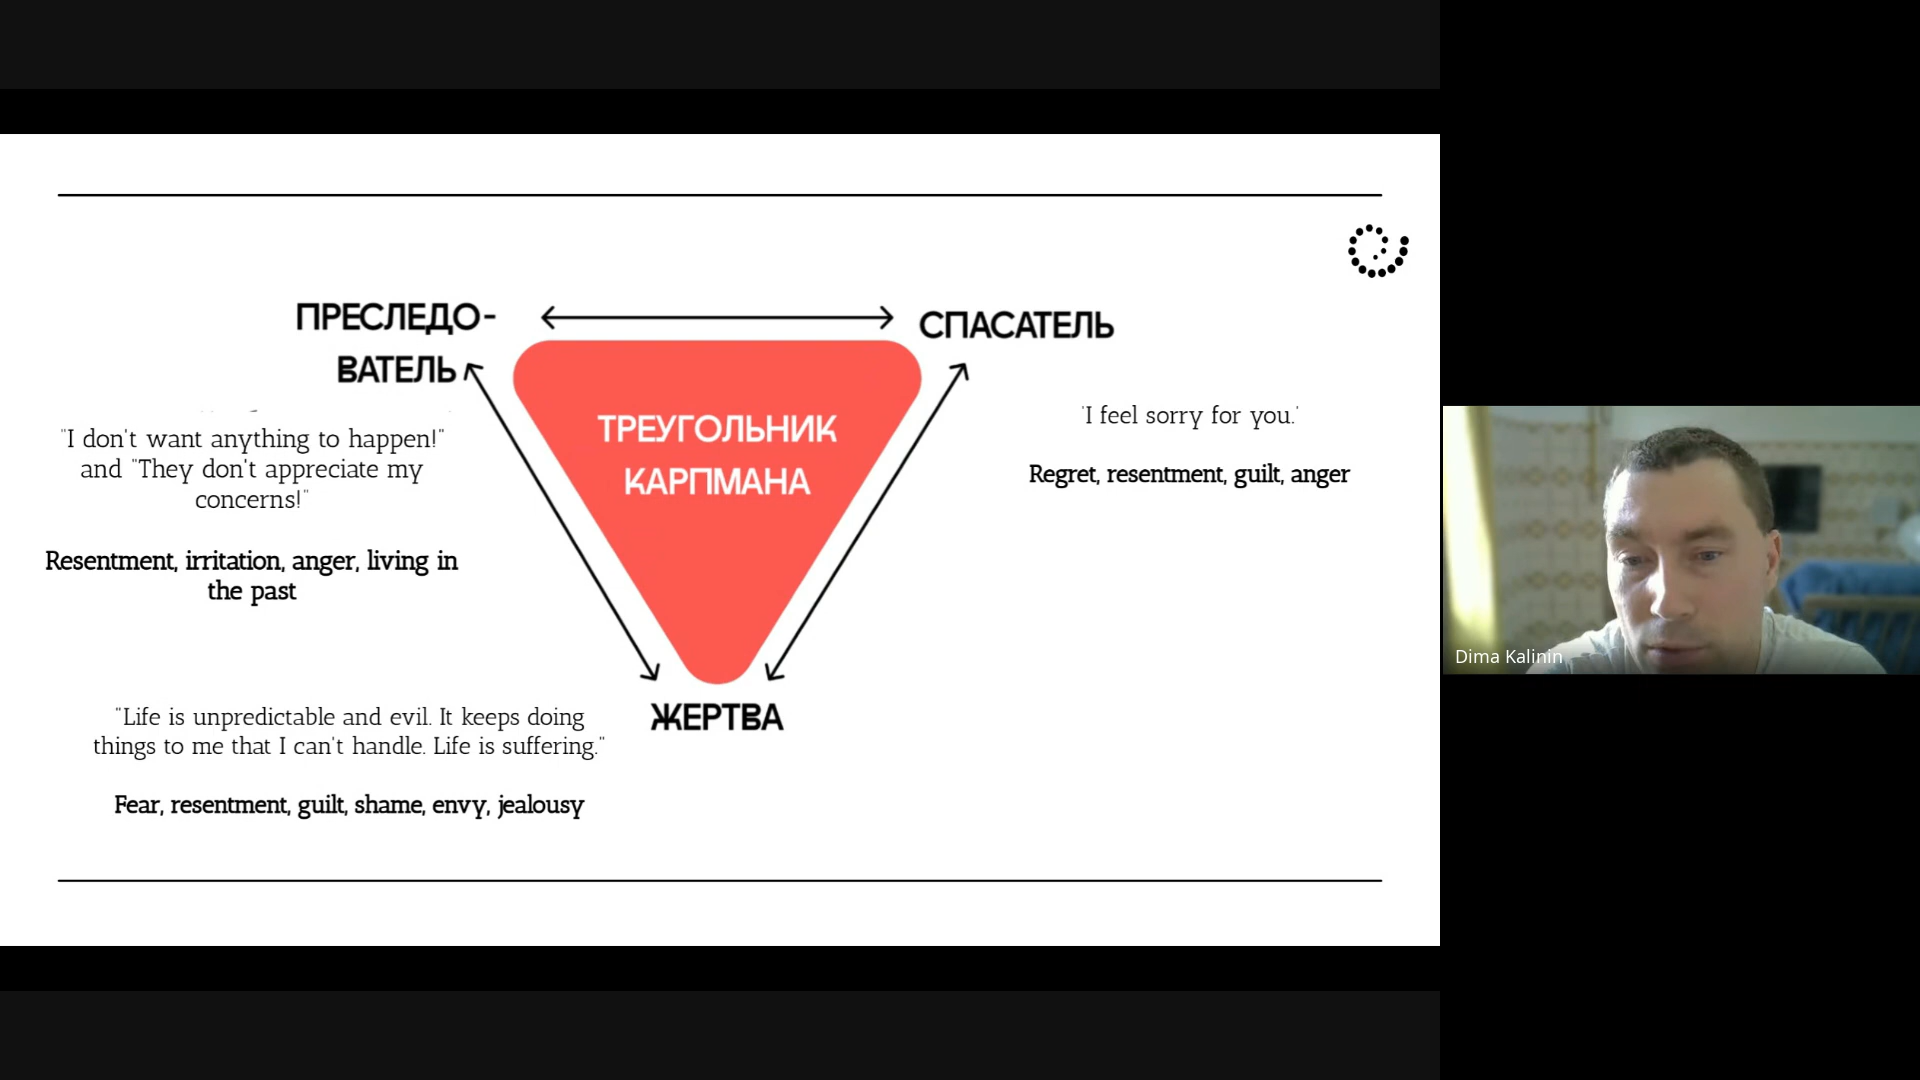 ПРЕСЛЕДО-
ВАТЕЛЬ
СПАСАТЕЛЬ
ТРЕУГОЛЬНИК
КАРПМАНА
"I don't want anything to happen!"
and "They don't appreciate my
concerns!"
Resentment, irritation, anger, living in
the past
'I feel sorry for you.'
Regret, resentment, guilt, anger
ЖЕРТВА
"Life is unpredictable and evil. It keeps doing
things to me that I can't handle. Life is suffering."
Fear, resentment, guilt, shame, envy, jealousy
Dima Kalinin